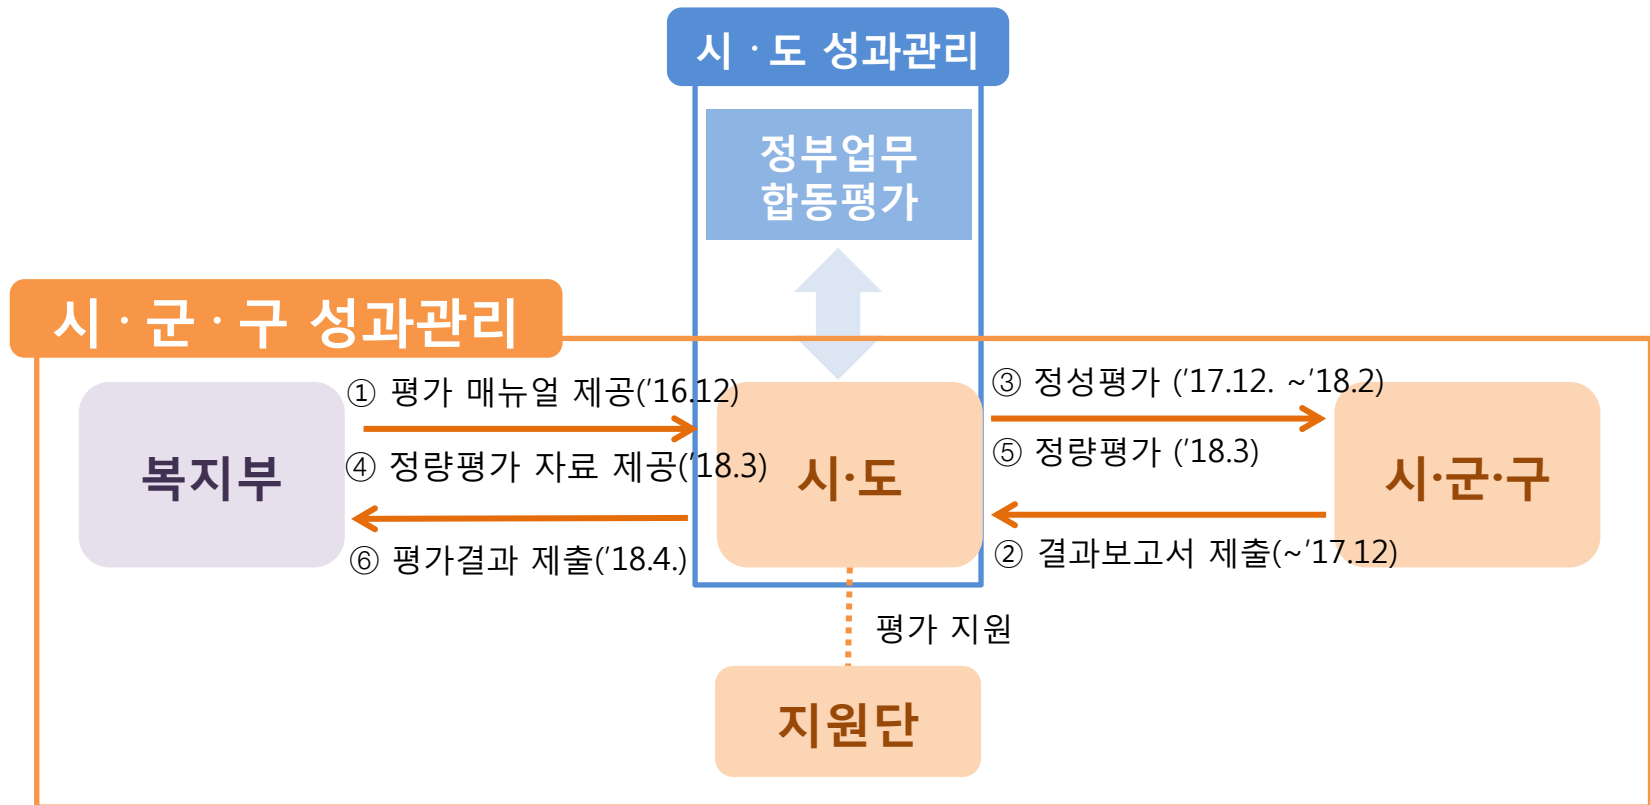 시 · 도 성과관리
정부업무
합동평가
시 · 군 · 구 성과관리
① 평가 매뉴얼 제공('16.12)
④ 정량평가 자료 제공('18.3)
⑥ 평가결과 제출('18.4.)
복지부
시·도
③ 정성평가 ('17.12. ~'18.2)
⑤ 정량평가 ('18.3)
② 결과보고서 제출(~'17.12)
시·군·구
평가 지원
지원단